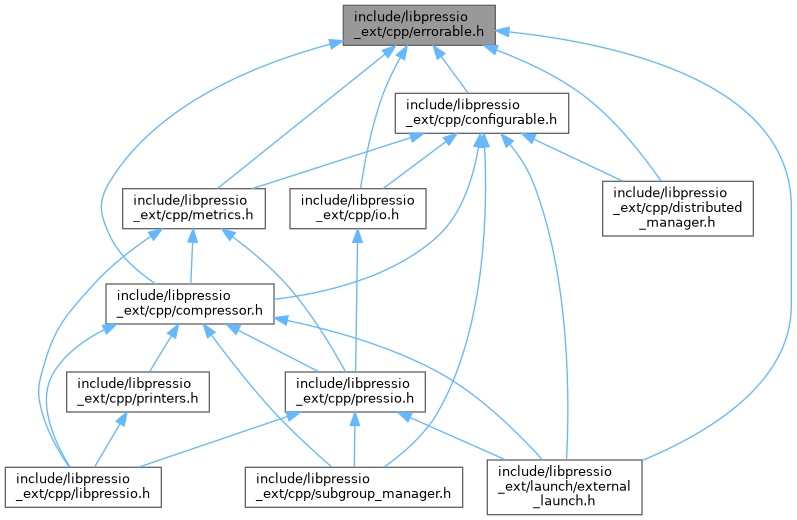 include/libpressio
_ext/cpp/errorable.h
include/libpressio
_ext/cpp/configurable.h
include/libpressio
_ext/cpp/metrics.h
include/libpressio
_ext/cpp/io.h
include/libpressio
_ext/cpp/distributed
_manager.h
include/libpressio
_ext/cpp/compressor.h
include/libpressio
_ext/cpp/printers.h
include/libpressio
_ext/cpp/pressio.h
include/libpressio
_ext/cpp/libpressio.h
include/libpressio
_ext/cpp/subgroup_manager.h
include/libpressio
_ext/launch/external
_launch.h